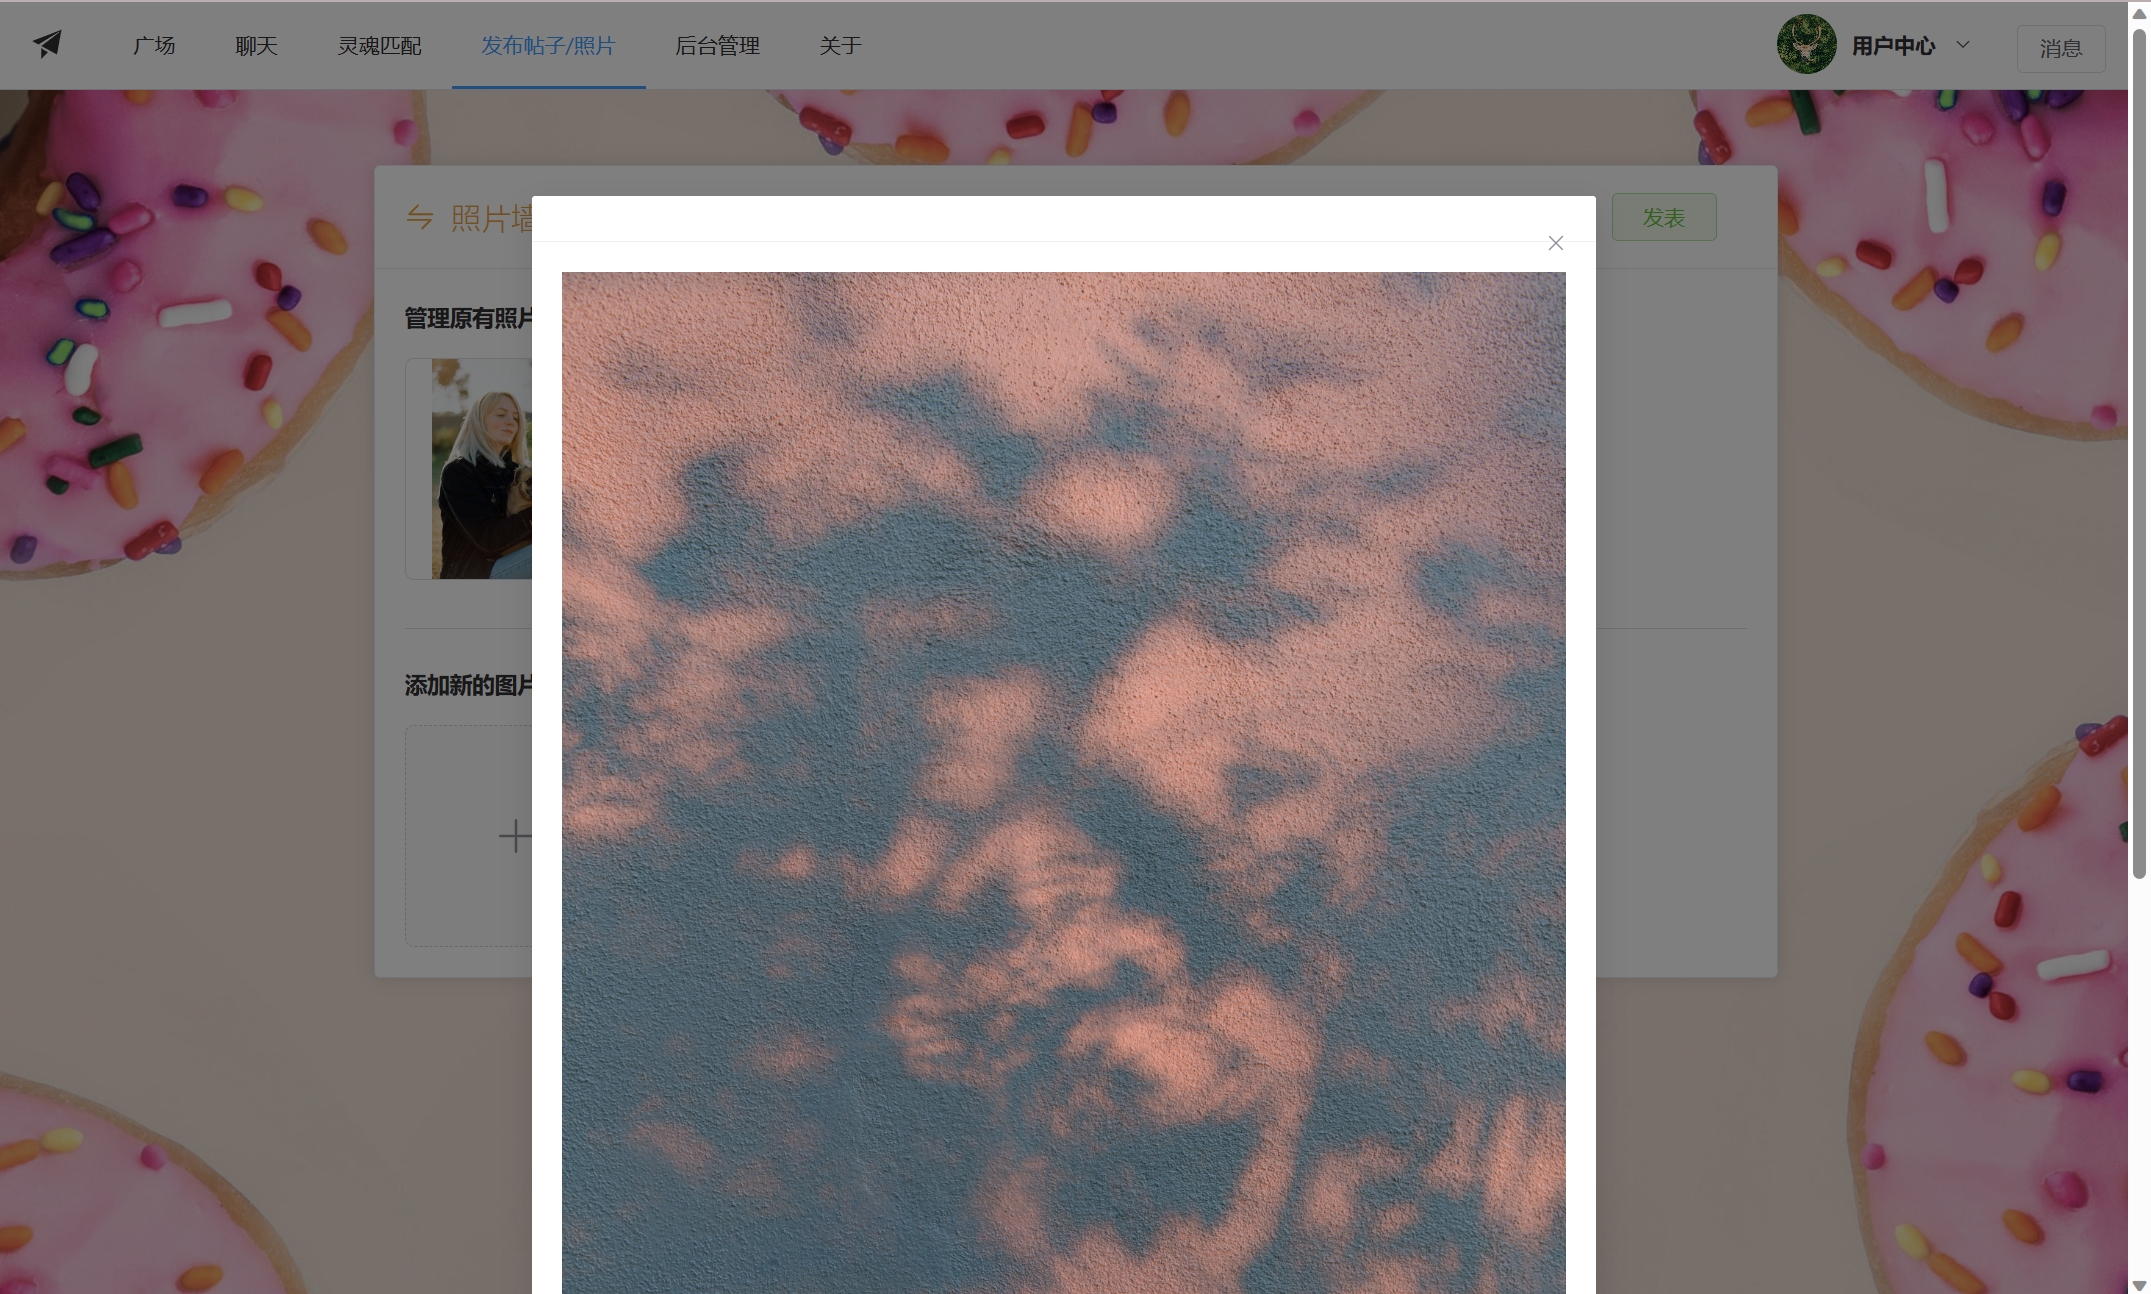 广场 聊天 灵魂匹配 发布帖子/照片 后台管理 关于 用户中心 消息
照片墙 发表
管理原有照片
添加新的图片